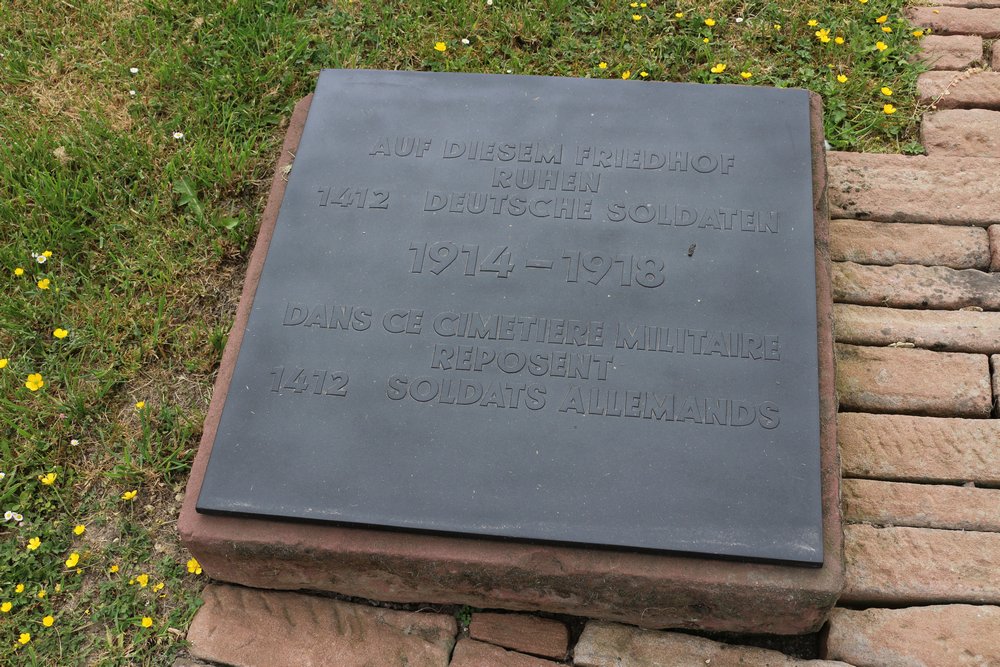 AUF DIESEM FRIEDHOF
RUHEN
1412 DEUTSCHE SOLDATEN
1914 – 1918
DANS CE CIMETIERE MILITAIRE
REPOSENT
1412 SOLDATS ALLEMANDS